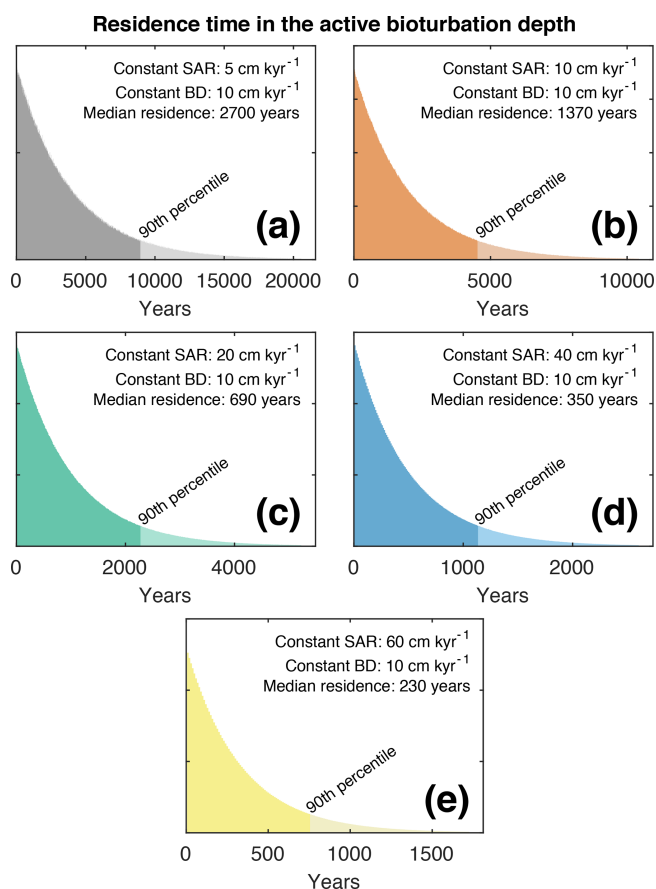 Residence time in the active bioturbation depth
Constant SAR: 5 cm kyr⁻¹
Constant BD: 10 cm kyr⁻¹
Median residence: 2700 years
90th percentile
(a)
0 5000 10000 15000 20000
Years
Constant SAR: 10 cm kyr⁻¹
Constant BD: 10 cm kyr⁻¹
Median residence: 1370 years
90th percentile
(b)
0 5000 10000
Years
Constant SAR: 20 cm kyr⁻¹
Constant BD: 10 cm kyr⁻¹
Median residence: 690 years
90th percentile
(c)
0 2000 4000
Years
Constant SAR: 40 cm kyr⁻¹
Constant BD: 10 cm kyr⁻¹
Median residence: 350 years
90th percentile
(d)
0 1000 2000
Years
Constant SAR: 60 cm kyr⁻¹
Constant BD: 10 cm kyr⁻¹
Median residence: 230 years
90th percentile
(e)
0 500 1000 1500
Years